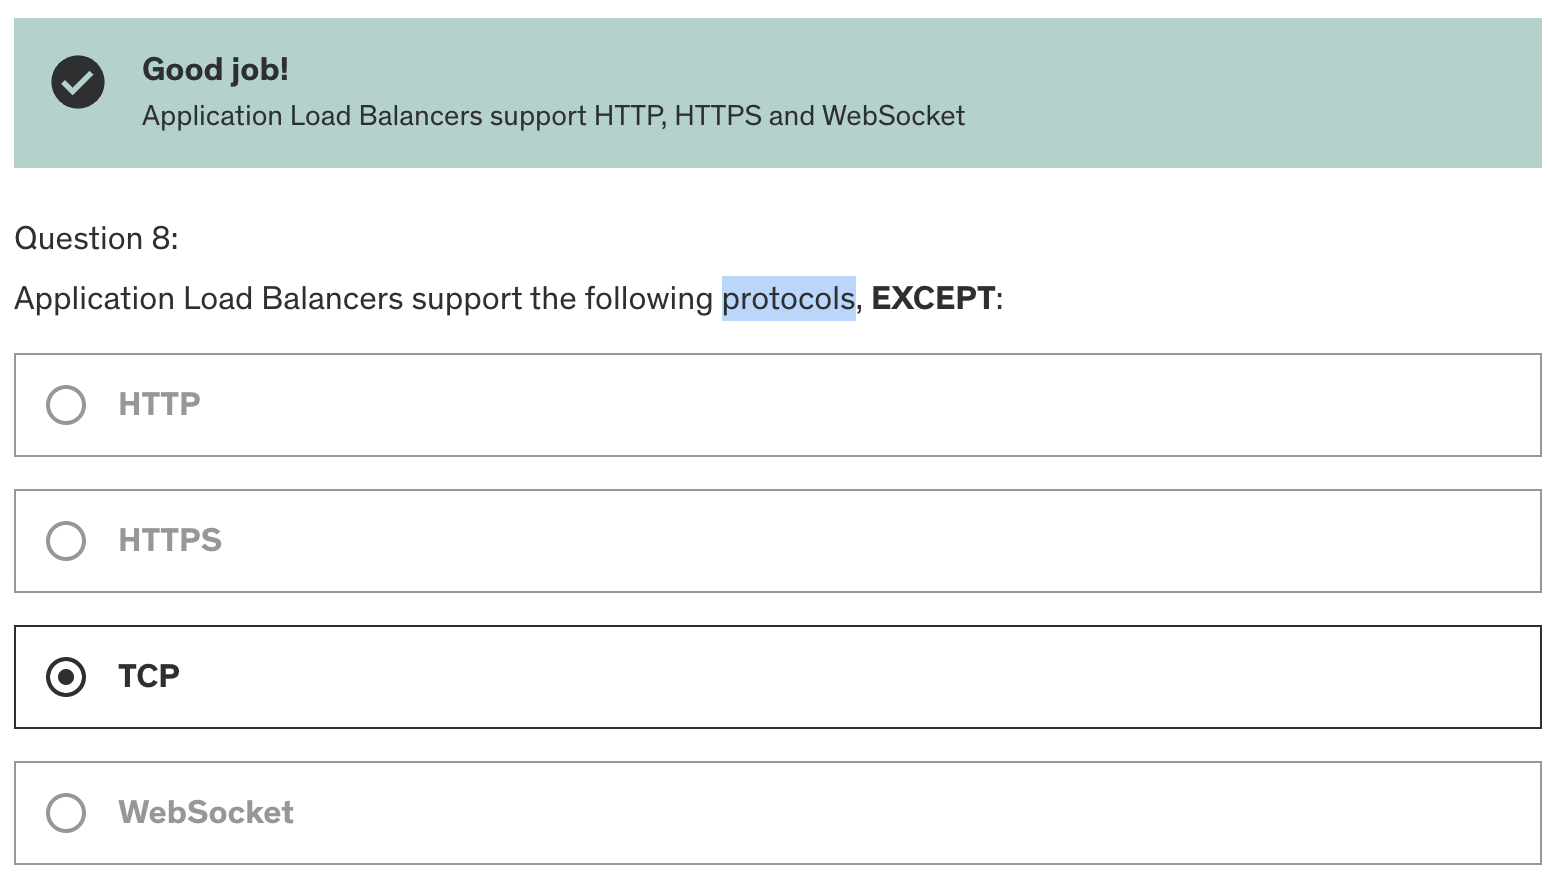 Good job!
Application Load Balancers support HTTP, HTTPS and WebSocket
Question 8:
Application Load Balancers support the following protocols, EXCEPT:
HTTP
HTTPS
TCP
WebSocket